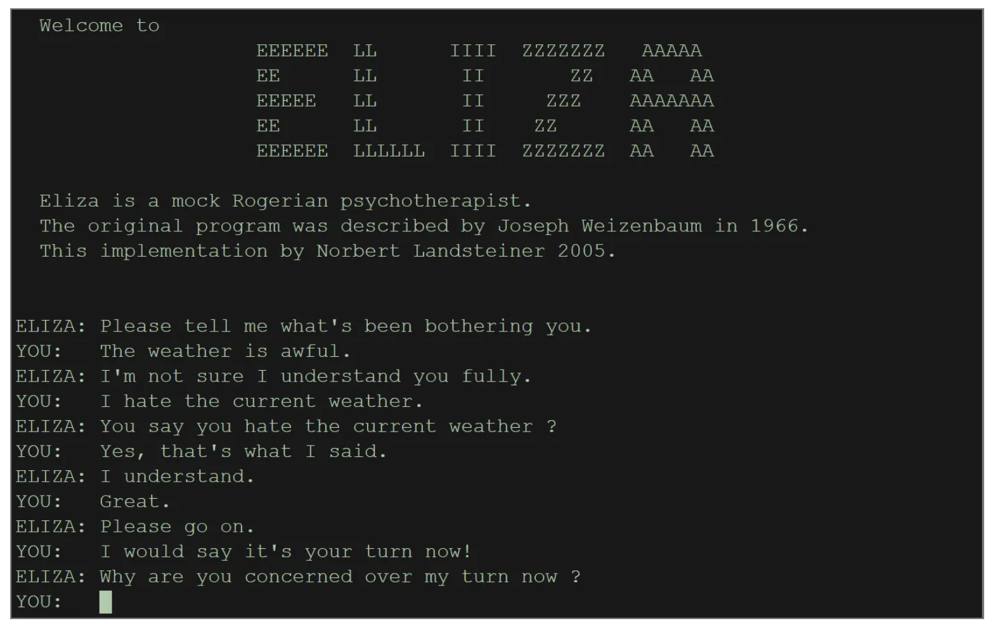 Welcome to
EEEEEE  LL      IIII  ZZZZZZZ   AAAAA
EE      LL       II       ZZ   AA   AA
EEEEE   LL       II     ZZZ    AAAAAAA
EE      LL       II    ZZ      AA   AA
EEEEEE  LLLLLL  IIII  ZZZZZZZ  AA   AA
Eliza is a mock Rogerian psychotherapist.
The original program was described by Joseph Weizenbaum in 1966.
This implementation by Norbert Landsteiner 2005.
ELIZA: Please tell me what's been bothering you.
YOU:   The weather is awful.
ELIZA: I'm not sure I understand you fully.
YOU:   I hate the current weather.
ELIZA: You say you hate the current weather ?
YOU:   Yes, that's what I said.
ELIZA: I understand.
YOU:   Great.
ELIZA: Please go on.
YOU:   I would say it's your turn now!
ELIZA: Why are you concerned over my turn now ?
YOU: